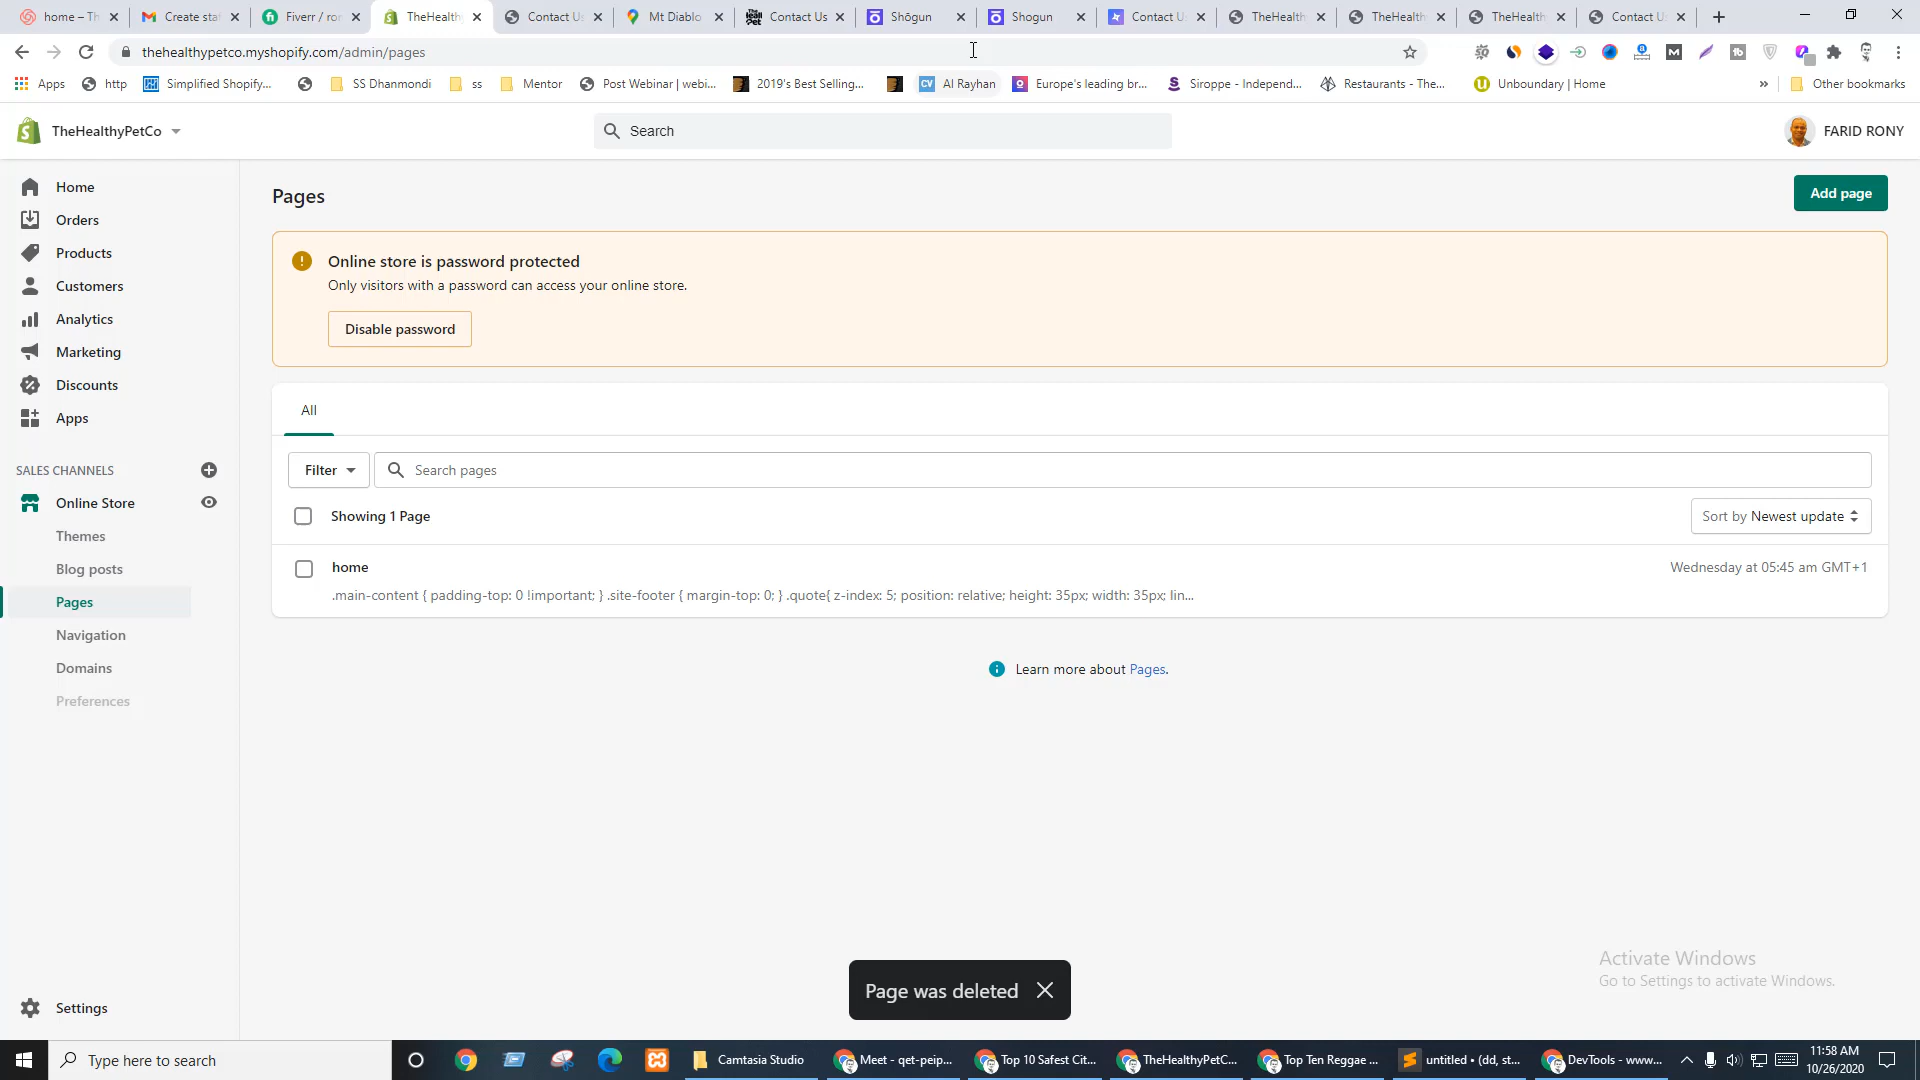 home – Th
Create staf
Fiverr / ror
TheHealth
Contact Us
Mt Diablo
Contact Us
Shōgun
Shogun
Contact Us
TheHealth
TheHealth
TheHealth
Contact Us
thehealthypetco.myshopify.com/admin/pages
Apps
http
Simplified Shopify...
SS Dhanmondi
ss
Mentor
Post Webinar | webi...
2019's Best Selling...
CV
Al Rayhan
Europe's leading br...
Siroppe - Independ...
Restaurants - The...
Unboundary | Home
»
Other bookmarks
TheHealthyPetCo
Search
FARID RONY
Home
Orders
Products
Customers
Analytics
Marketing
Discounts
Apps
SALES CHANNELS
Online Store
Themes
Blog posts
Pages
Navigation
Domains
Preferences
Settings
Pages
Add page
Online store is password protected
Only visitors with a password can access your online store.
Disable password
All
Filter
Search pages
Showing 1 Page
Sort by Newest update
home
Wednesday at 05:45 am GMT+1
.main-content { padding-top: 0 !important; } .site-footer { margin-top: 0; } .quote{ z-index: 5; position: relative; height: 35px; width: 35px; lin...
Learn more about Pages.
Page was deleted
Activate Windows
Go to Settings to activate Windows.
Type here to search
Camtasia Studio
Meet - qet-peip...
Top 10 Safest Cit...
TheHealthyPetC...
Top Ten Reggae ...
untitled • (dd, st...
DevTools - www...
11:58 AM
10/26/2020